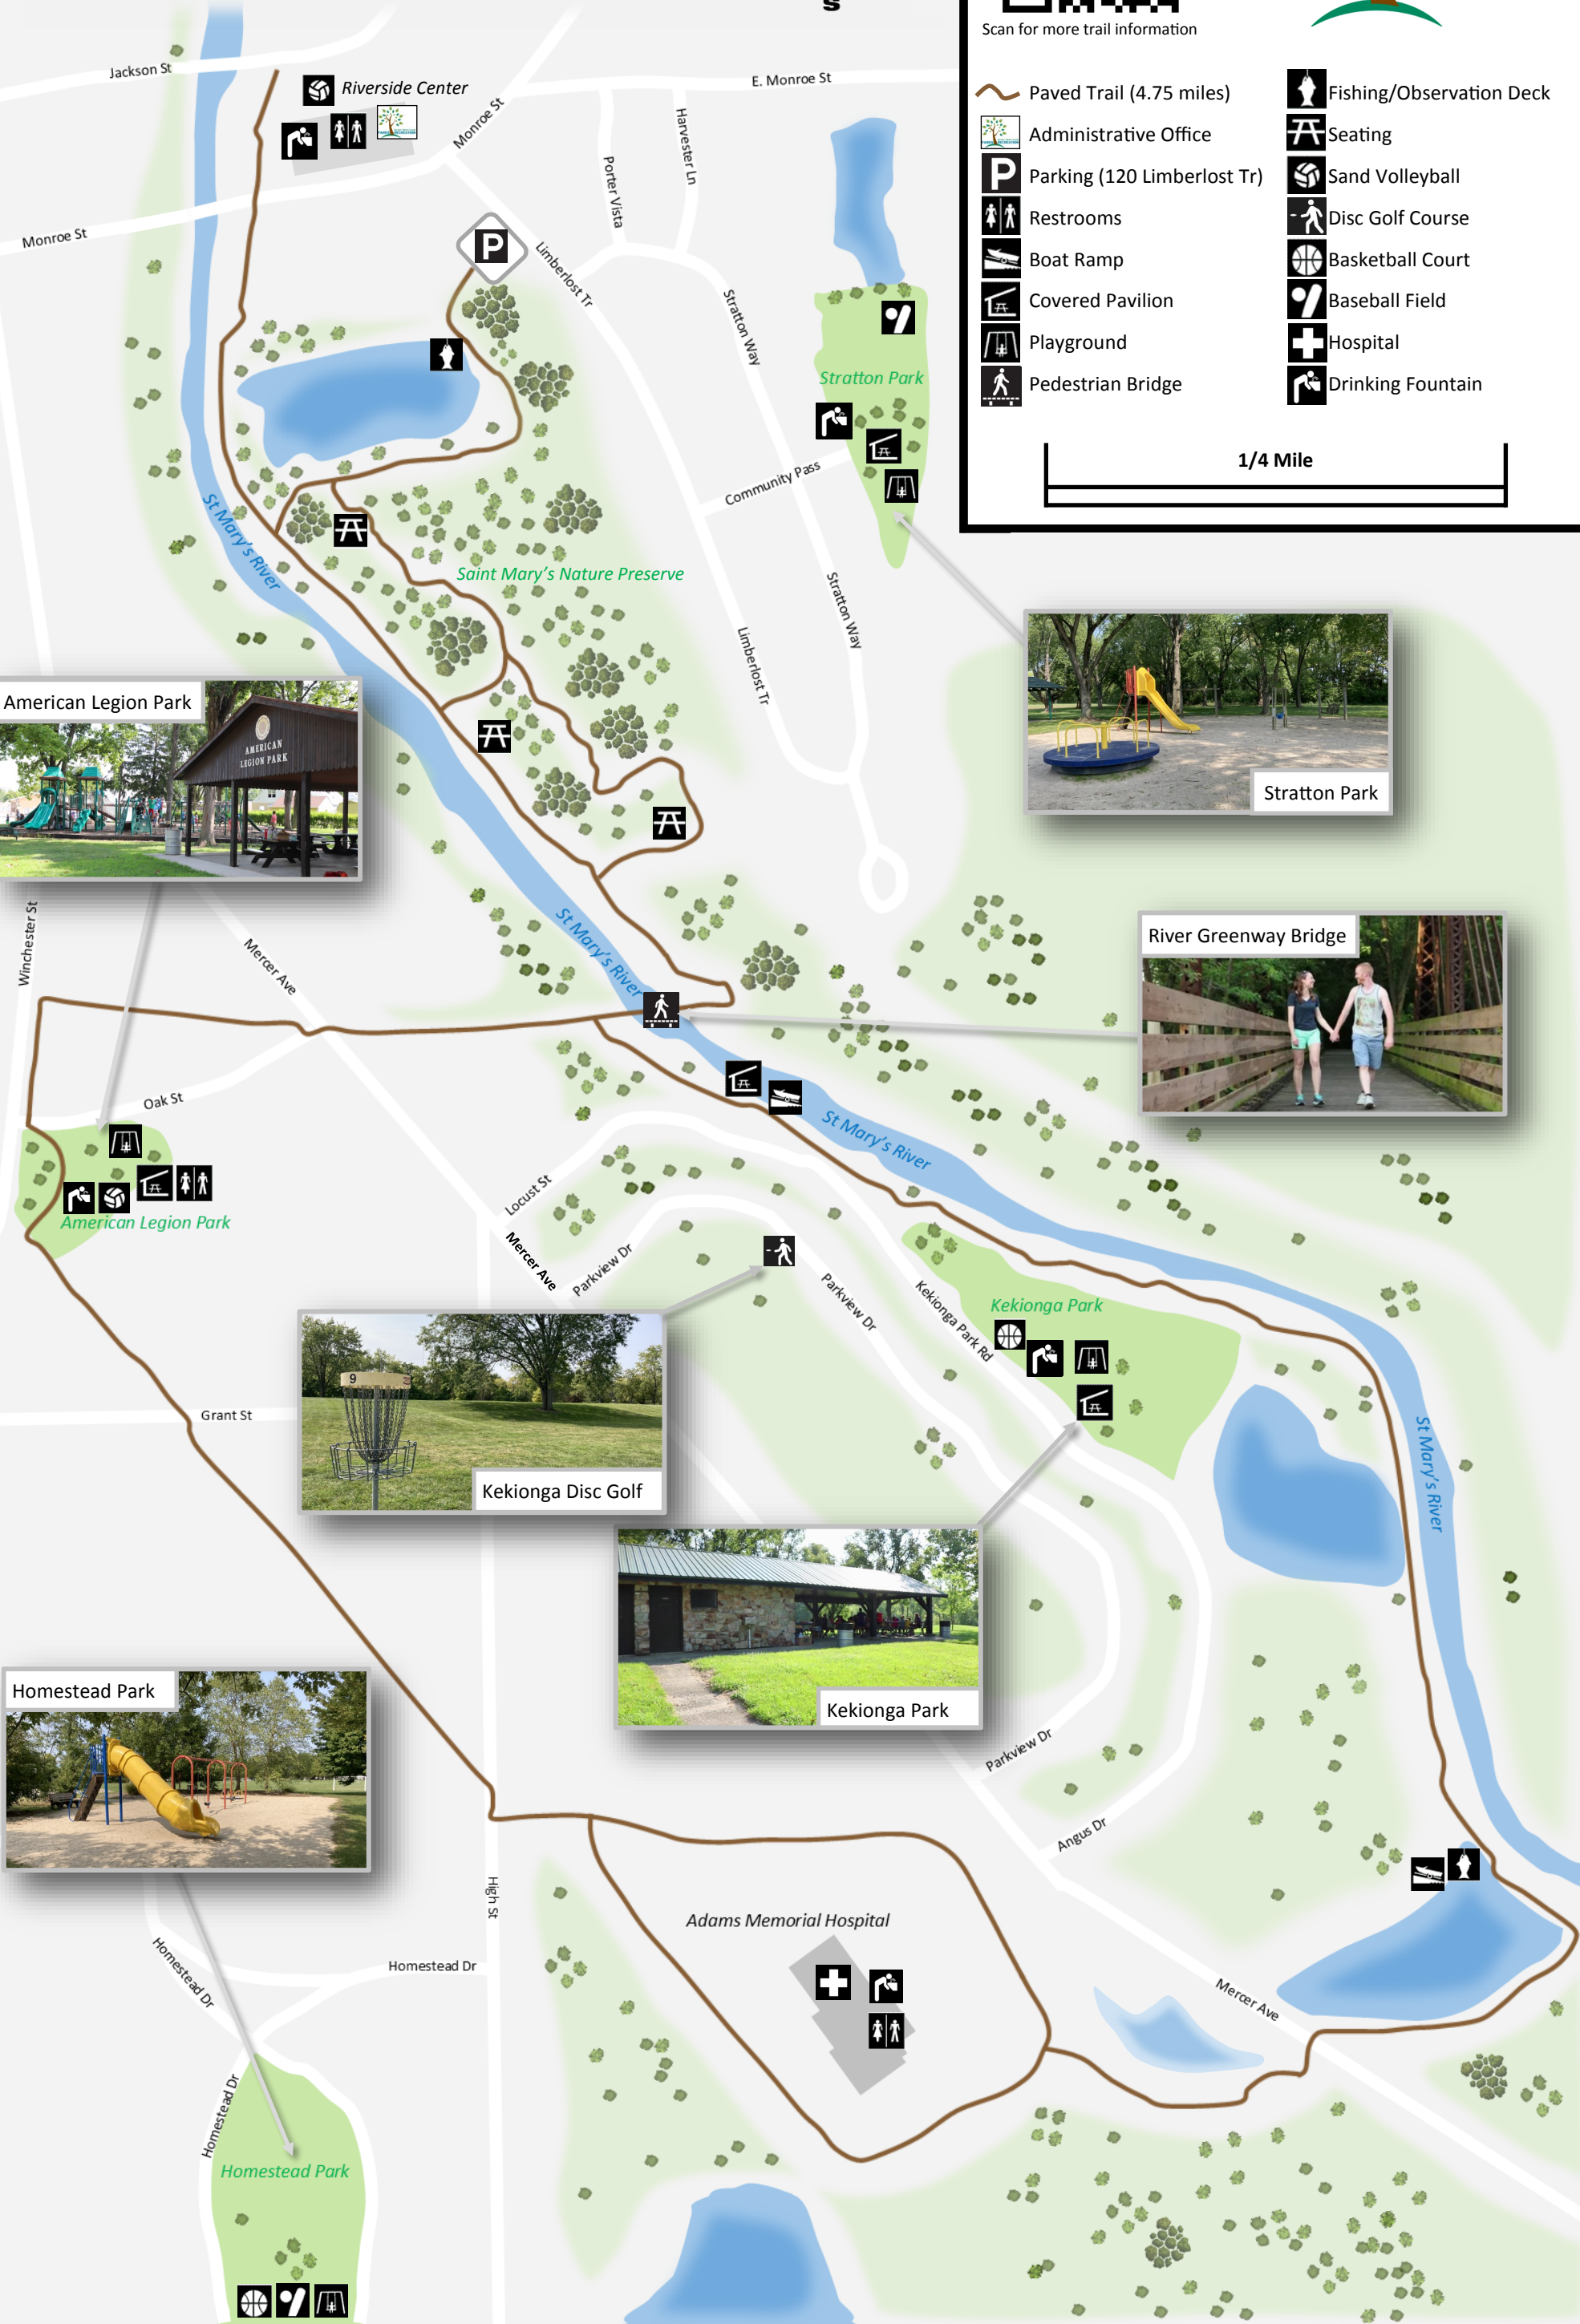 s
Scan for more trail information
Paved Trail (4.75 miles)
Administrative Office
P Parking (120 Limberlost Tr)
Restrooms
Boat Ramp
Covered Pavilion
Playground
Pedestrian Bridge
Fishing/Observation Deck
Seating
Sand Volleyball
Disc Golf Course
Basketball Court
Baseball Field
Hospital
Drinking Fountain
1/4 Mile
Jackson St
Riverside Center
Monroe St
E. Monroe St
Harvester Ln
Porter Vista
Monroe St
P
Limberlost Tr
Stratton Way
Stratton Park
Community Pass
St Mary's River
Saint Mary's Nature Preserve
Stratton Way
Limberlost Tr
American Legion Park
AMERICAN
LEGION PARK
Stratton Park
Winchester St
Mercer Ave
St Mary's River
River Greenway Bridge
Oak St
St Mary's River
Locust St
American Legion Park
Mercer Ave
Parkview Dr
Parkview Dr
Kekionga Park Rd
Kekionga Park
9
Kekionga Disc Golf
Grant St
St Mary's River
Kekionga Park
Homestead Park
Parkview Dr
Angus Dr
High St
Adams Memorial Hospital
Homestead Dr
Homestead Dr
Mercer Ave
Homestead Dr
Homestead Park